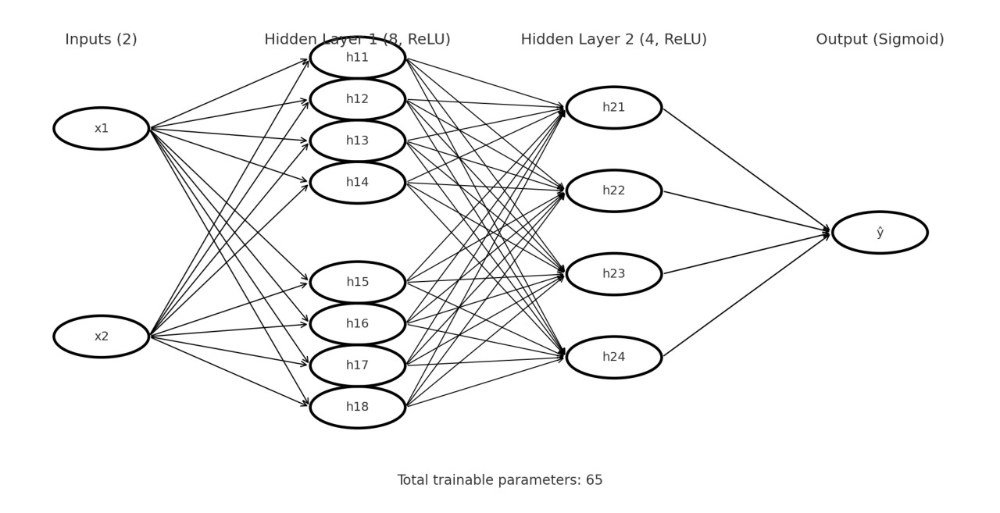 Inputs (2)
Hidden Layer 1 (8, ReLU)
Hidden Layer 2 (4, ReLU)
Output (Sigmoid)
x1
x2
h11
h12
h13
h14
h15
h16
h17
h18
h21
h22
h23
h24
ŷ
Total trainable parameters: 65